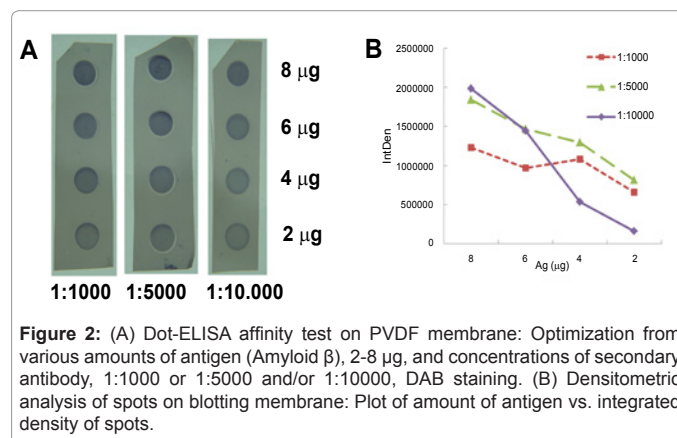 A
8 µg
6 µg
4 µg
2 µg
1:1000 1:5000 1:10.000
B
2500000
2000000
1500000
1000000
500000
0
IntDen
8 6 4 2
Ag (µg)
1:1000
1:5000
1:10000
Figure 2: (A) Dot-ELISA affinity test on PVDF membrane: Optimization from
various amounts of antigen (Amyloid β), 2-8 µg, and concentrations of secondary
antibody, 1:1000 or 1:5000 and/or 1:10000, DAB staining. (B) Densitometric
analysis of spots on blotting membrane: Plot of amount of antigen vs. integrated
density of spots.